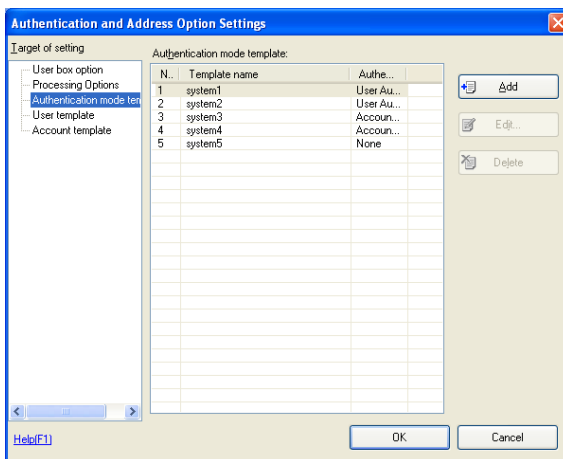 Authentication and Address Option Settings
Target of setting
User box option
Processing Options
Authentication mode ten
User template
Account template
Authentication mode template:
N.. Template name Authe...
1 system1 User Au...
2 system2 User Au...
3 system3 Accoun...
4 system4 Accoun...
5 system5 None
Add
Edit...
Delete
Help(F1)
OK
Cancel